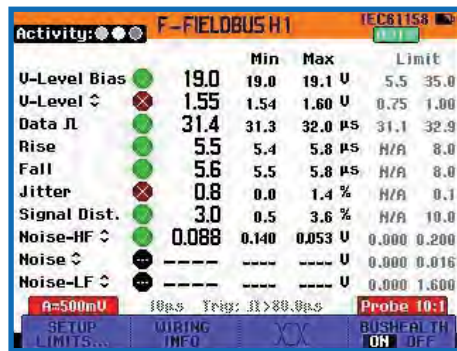 Activity: F-FIELDBUS H1 IEC61158
Min Max Limit
V-Level Bias 19.0 19.0 19.1 V 5.5 35.0
V-Level 1.55 1.54 1.60 V 0.75 1.00
Data 31.4 31.3 32.0 µs 31.1 32.9
Rise 5.5 5.4 5.8 µs N/A 8.0
Fall 5.6 5.5 5.8 µs N/A 8.0
Jitter 0.8 0.0 1.4 % N/A 0.1
Signal Dist. 3.0 0.5 3.6 % N/A 10.0
Noise-HF 0.088 0.140 0.053 V 0.000 0.200
Noise ---- ---- ---- V 0.000 0.016
Noise-LF ---- ---- ---- V 0.000 1.600
A=500mV 10µs Trig: >80.0µs Probe 10:1
SETUP LIMITS... WIRING INFO BUSHEALTH ON OFF